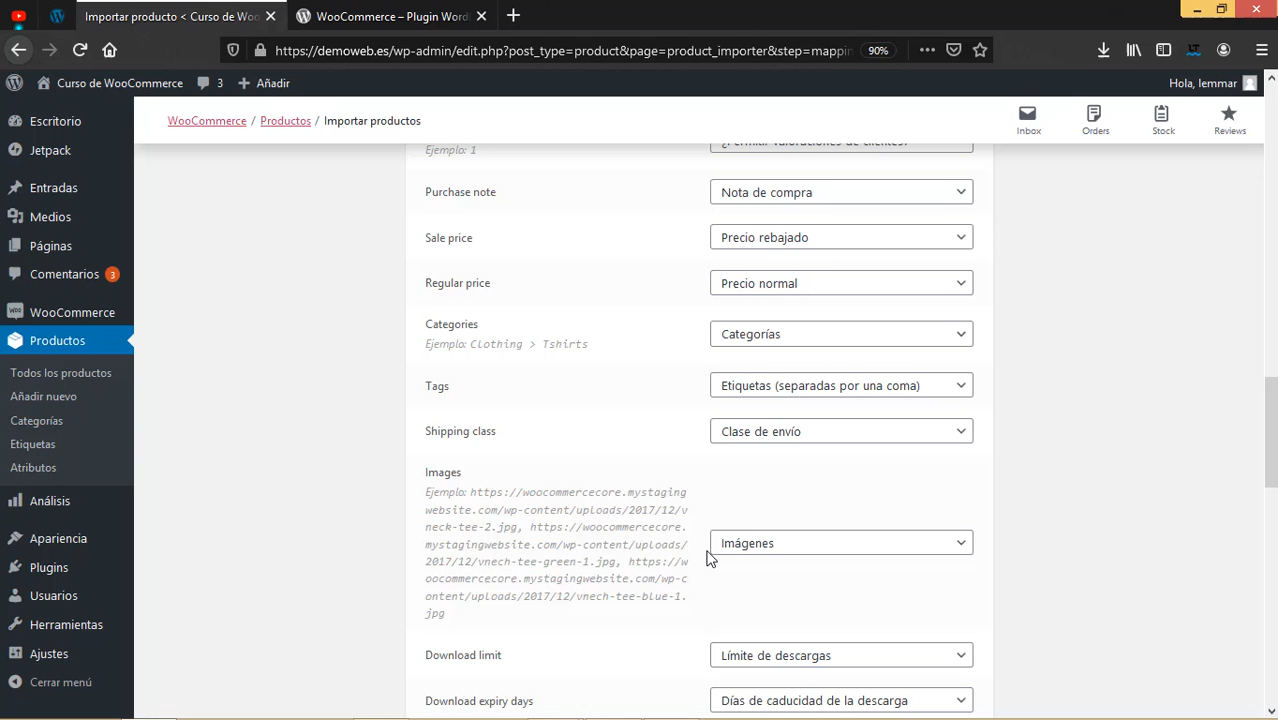 Importar producto < Curso de Wo
WooCommerce – Plugin Word
https://demoweb.es/wp-admin/edit.php?post_type=product&page=product_importer&step=mappin
90%
Curso de WooCommerce
3
Añadir
Hola, lemmar
WooCommerce / Productos / Importar productos
Inbox
Orders
Stock
Reviews
Escritorio
Jetpack
Entradas
Medios
Páginas
Comentarios 3
WooCommerce
Productos
Todos los productos
Añadir nuevo
Categorías
Etiquetas
Atributos
Análisis
Apariencia
Plugins
Usuarios
Herramientas
Ajustes
Cerrar menú
Ejemplo: 1
¿Permitir valoraciones de clientes?
Purchase note
Nota de compra
Sale price
Precio rebajado
Regular price
Precio normal
Categories
Ejemplo: Clothing > Tshirts
Categorías
Tags
Etiquetas (separadas por una coma)
Shipping class
Clase de envío
Images
Ejemplo: https://woocommercecore.mystaging
website.com/wp-content/uploads/2017/12/v
neck-tee-2.jpg, https://woocommercecore.
mystagingwebsite.com/wp-content/uploads/
2017/12/vnech-tee-green-1.jpg, https://w
oocommercecore.mystagingwebsite.com/wp-c
ontent/uploads/2017/12/vnech-tee-blue-1.
jpg
Imágenes
Download limit
Límite de descargas
Download expiry days
Días de caducidad de la descarga